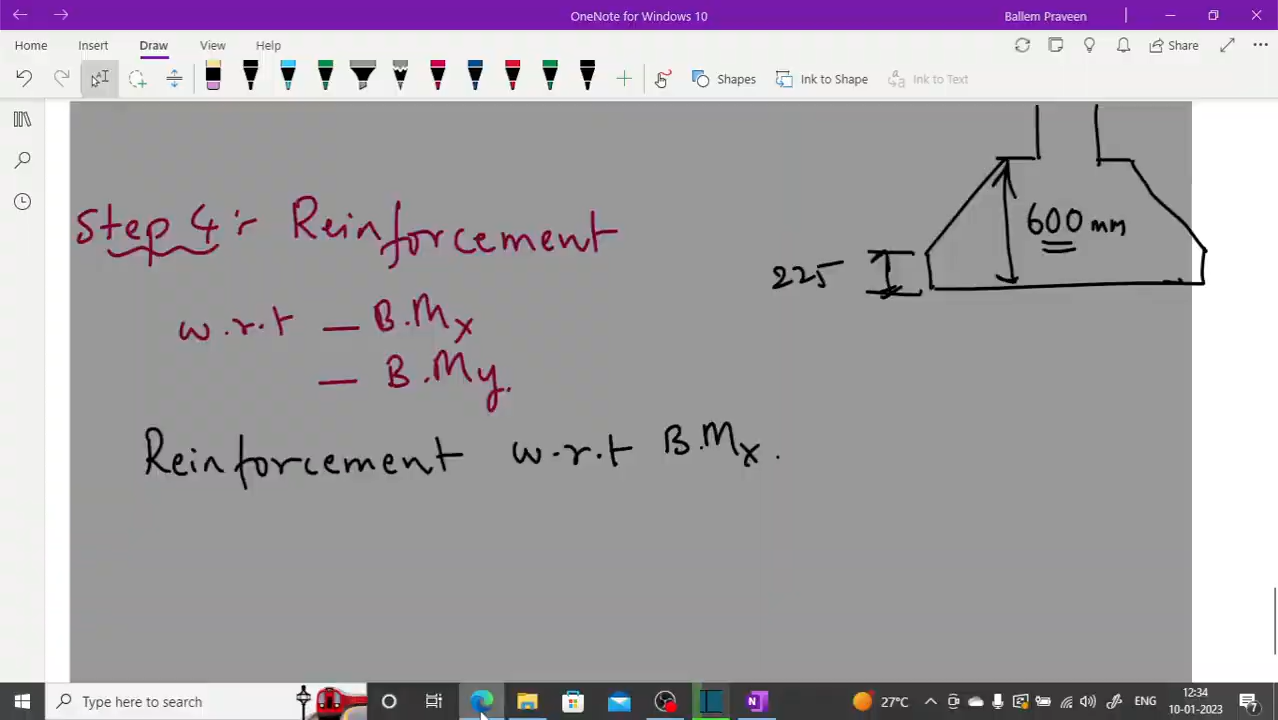 OneNote for Windows 10
Ballem Praveen
Home Insert Draw View Help
Share
Shapes
Ink to Shape
Ink to Text
600 mm
225
Step 4:- Reinforcement
w.r.t — B.Mx
— B.My.
Reinforcement w.r.t B.Mx.
Type here to search
27°C
ENG
12:34
10-01-2023
7